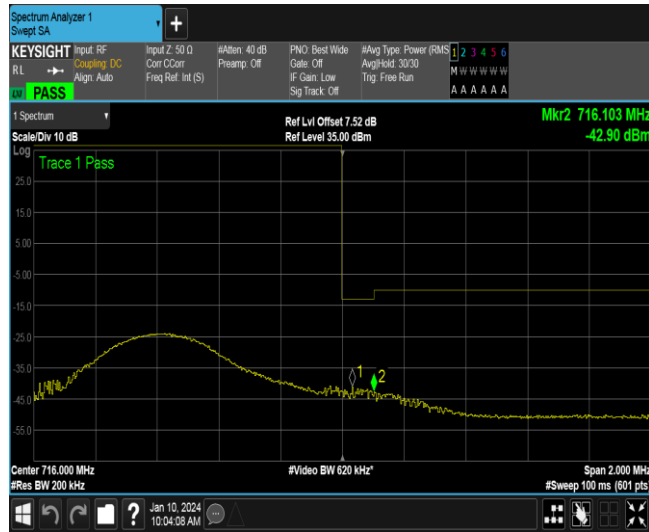 Spectrum Analyzer 1
Swept SA
KEYSIGHT
RL
LXI
PASS
Input: RF
Coupling: DC
Align: Auto
Input Z: 50 Ω
Corr CCorr
Freq Ref: Int (S)
#Atten: 40 dB
Preamp: Off
PNO: Best Wide
Gate: Off
IF Gain: Low
Sig Track: Off
#Avg Type: Power (RMS
Avg|Hold: 30/30
Trig: Free Run
1 2 3 4 5 6
M W W W W W
A A A A A A
1 Spectrum
Scale/Div 10 dB
Ref Lvl Offset 7.52 dB
Ref Level 35.00 dBm
Mkr2 716.103 MHz
-42.90 dBm
Log
Trace 1 Pass
25.0
15.0
5.00
-5.00
-15.0
-25.0
-35.0
-45.0
-55.0
1
2
Center 716.000 MHz
#Res BW 200 kHz
#Video BW 620 kHz*
Span 2.000 MHz
#Sweep 100 ms (601 pts)
?
Jan 10, 2024
10:04:08 AM